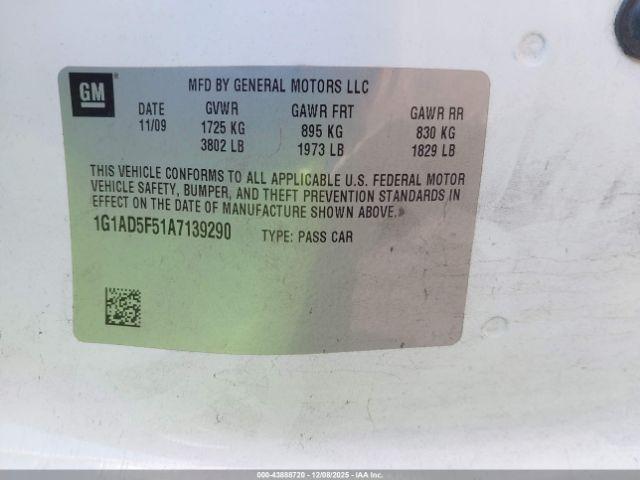 GM
MFD BY GENERAL MOTORS LLC
DATE GVWR GAWR FRT GAWR RR
11/09 1725 KG 895 KG 830 KG
3802 LB 1973 LB 1829 LB
THIS VEHICLE CONFORMS TO ALL APPLICABLE U.S. FEDERAL MOTOR
VEHICLE SAFETY, BUMPER, AND THEFT PREVENTION STANDARDS IN
EFFECT ON THE DATE OF MANUFACTURE SHOWN ABOVE.
1G1AD5F51A7139290 TYPE: PASS CAR
000-43888720 12/08/2025 IAA Inc.